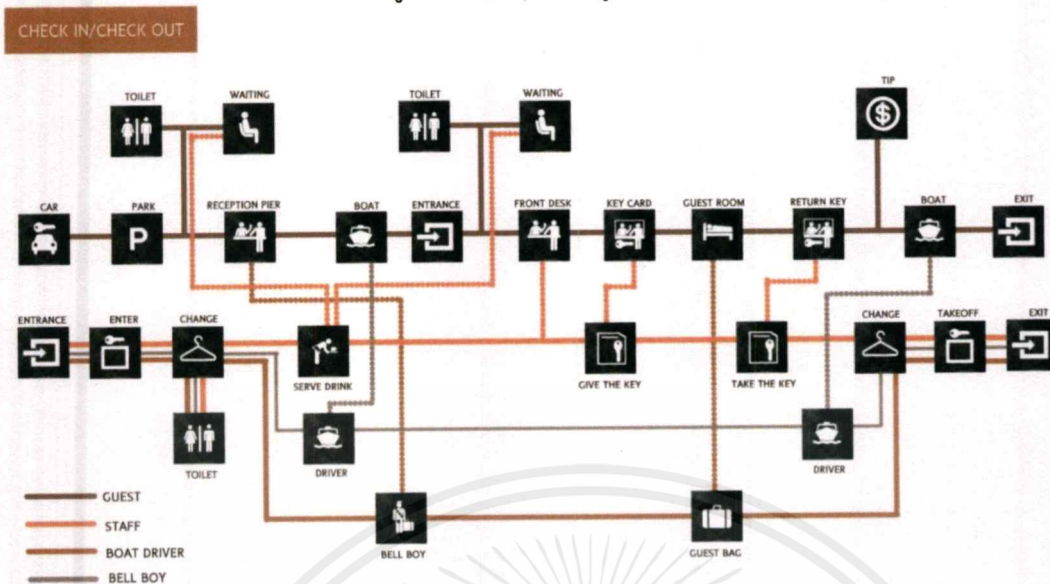 CHECK IN/CHECK OUT
TIP
TOILET WAITING TOILET WAITING
CAR PARK RECEPTION PIER BOAT ENTRANCE FRONT DESK KEY CARD GUEST ROOM RETURN KEY BOAT EXIT
P
ENTRANCE ENTER CHANGE CHANGE TAKEOFF EXIT
SERVE DRINK GIVE THE KEY TAKE THE KEY
TOILET DRIVER DRIVER
GUEST
STAFF
BOAT DRIVER
BELL BOY
BELL BOY GUEST BAG